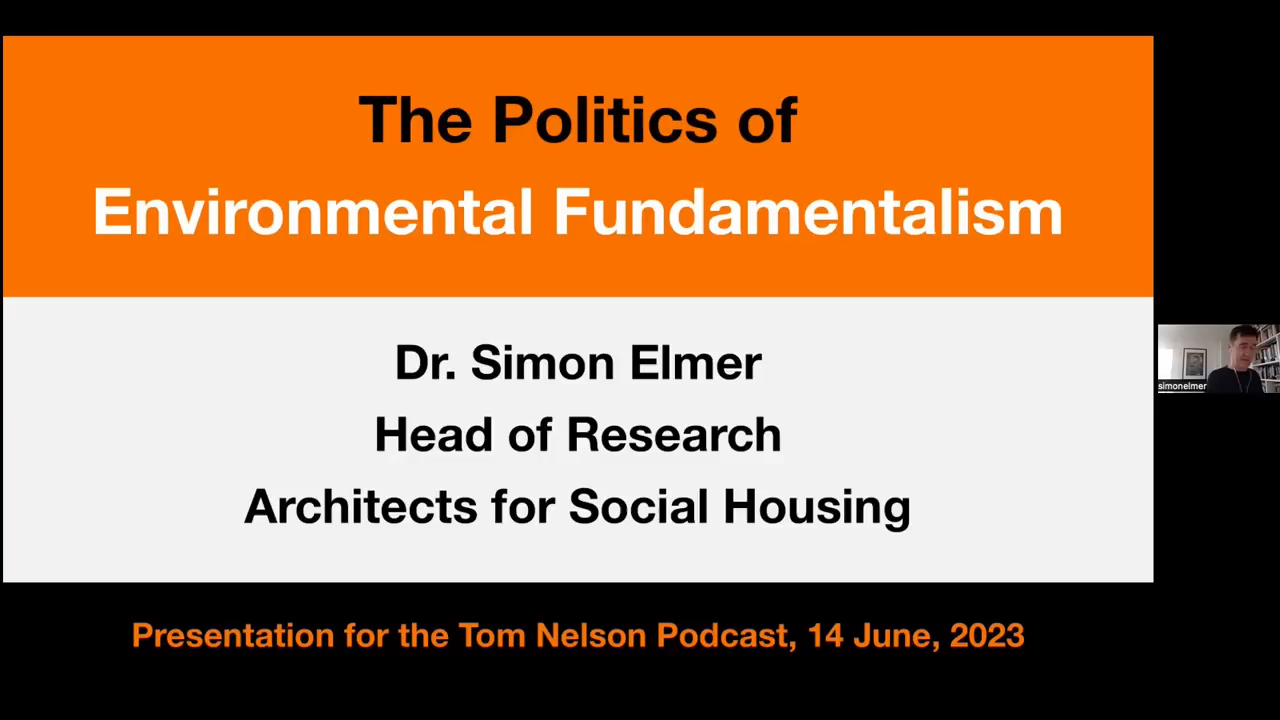 The Politics of
Environmental Fundamentalism
Dr. Simon Elmer
Head of Research
Architects for Social Housing
simonelmer
Presentation for the Tom Nelson Podcast, 14 June, 2023